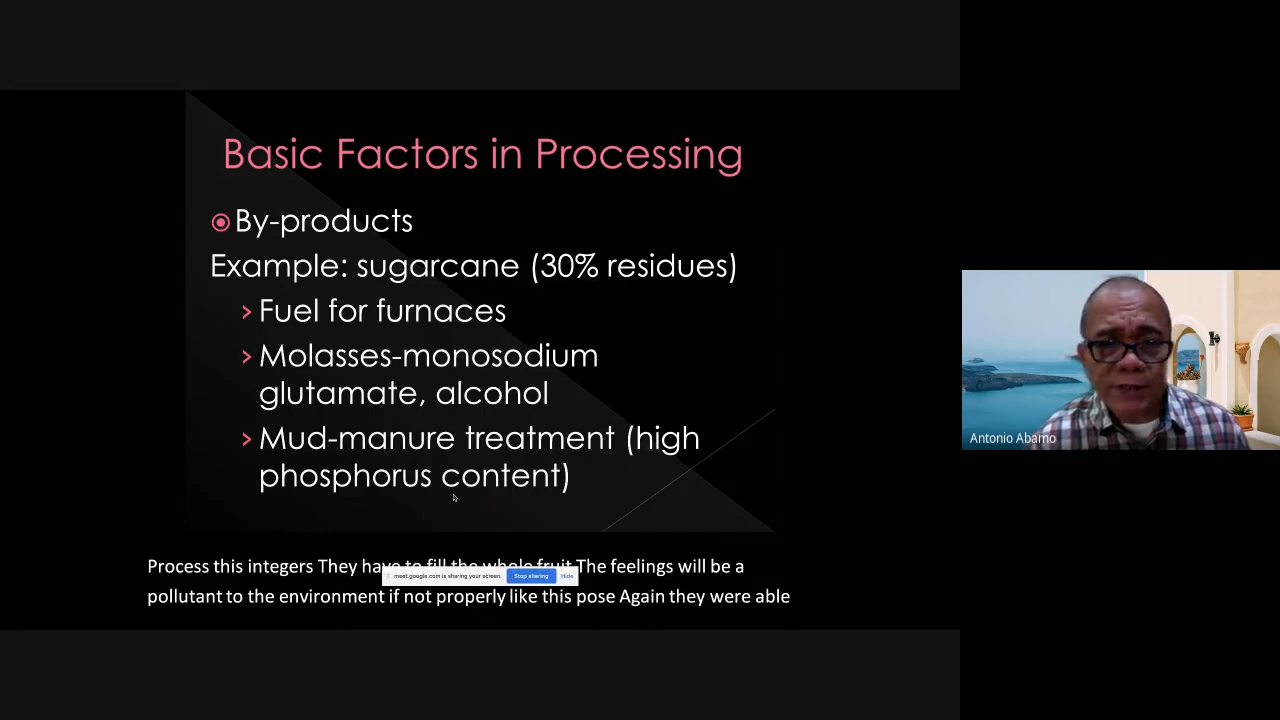 Basic Factors in Processing
By-products
Example: sugarcane (30% residues)
Fuel for furnaces
Molasses-monosodium
glutamate, alcohol
Mud-manure treatment (high
phosphorus content)
Antonio Abamo
Process this integers They have to fill the whole fruit The feelings will be a
meet.google.com is sharing your screen. Stop sharing Hide
pollutant to the environment if not properly like this pose Again they were able